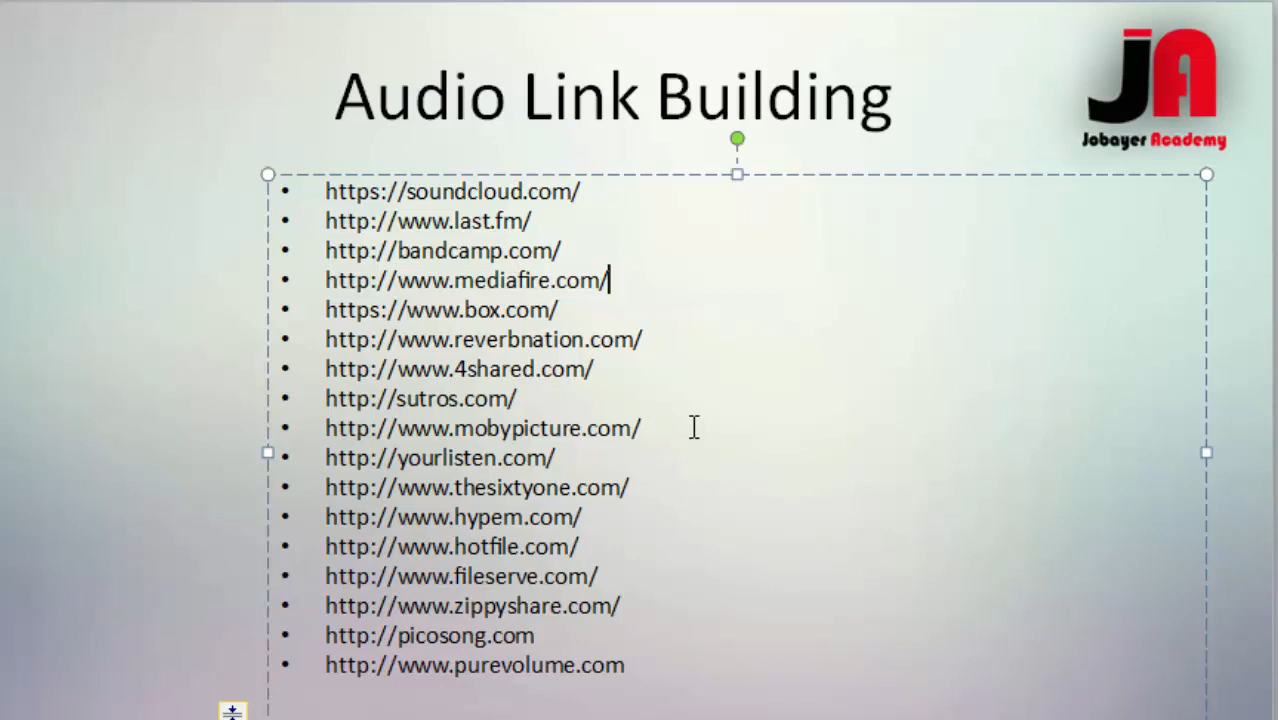 JA
Jobayer Academy
Audio Link Building
• https://soundcloud.com/
• http://www.last.fm/
• http://bandcamp.com/
• http://www.mediafire.com/
• https://www.box.com/
• http://www.reverbnation.com/
• http://www.4shared.com/
• http://sutros.com/
• http://www.mobypicture.com/
• http://yourlisten.com/
• http://www.thesixtyone.com/
• http://www.hypem.com/
• http://www.hotfile.com/
• http://www.fileserve.com/
• http://www.zippyshare.com/
• http://picosong.com
• http://www.purevolume.com